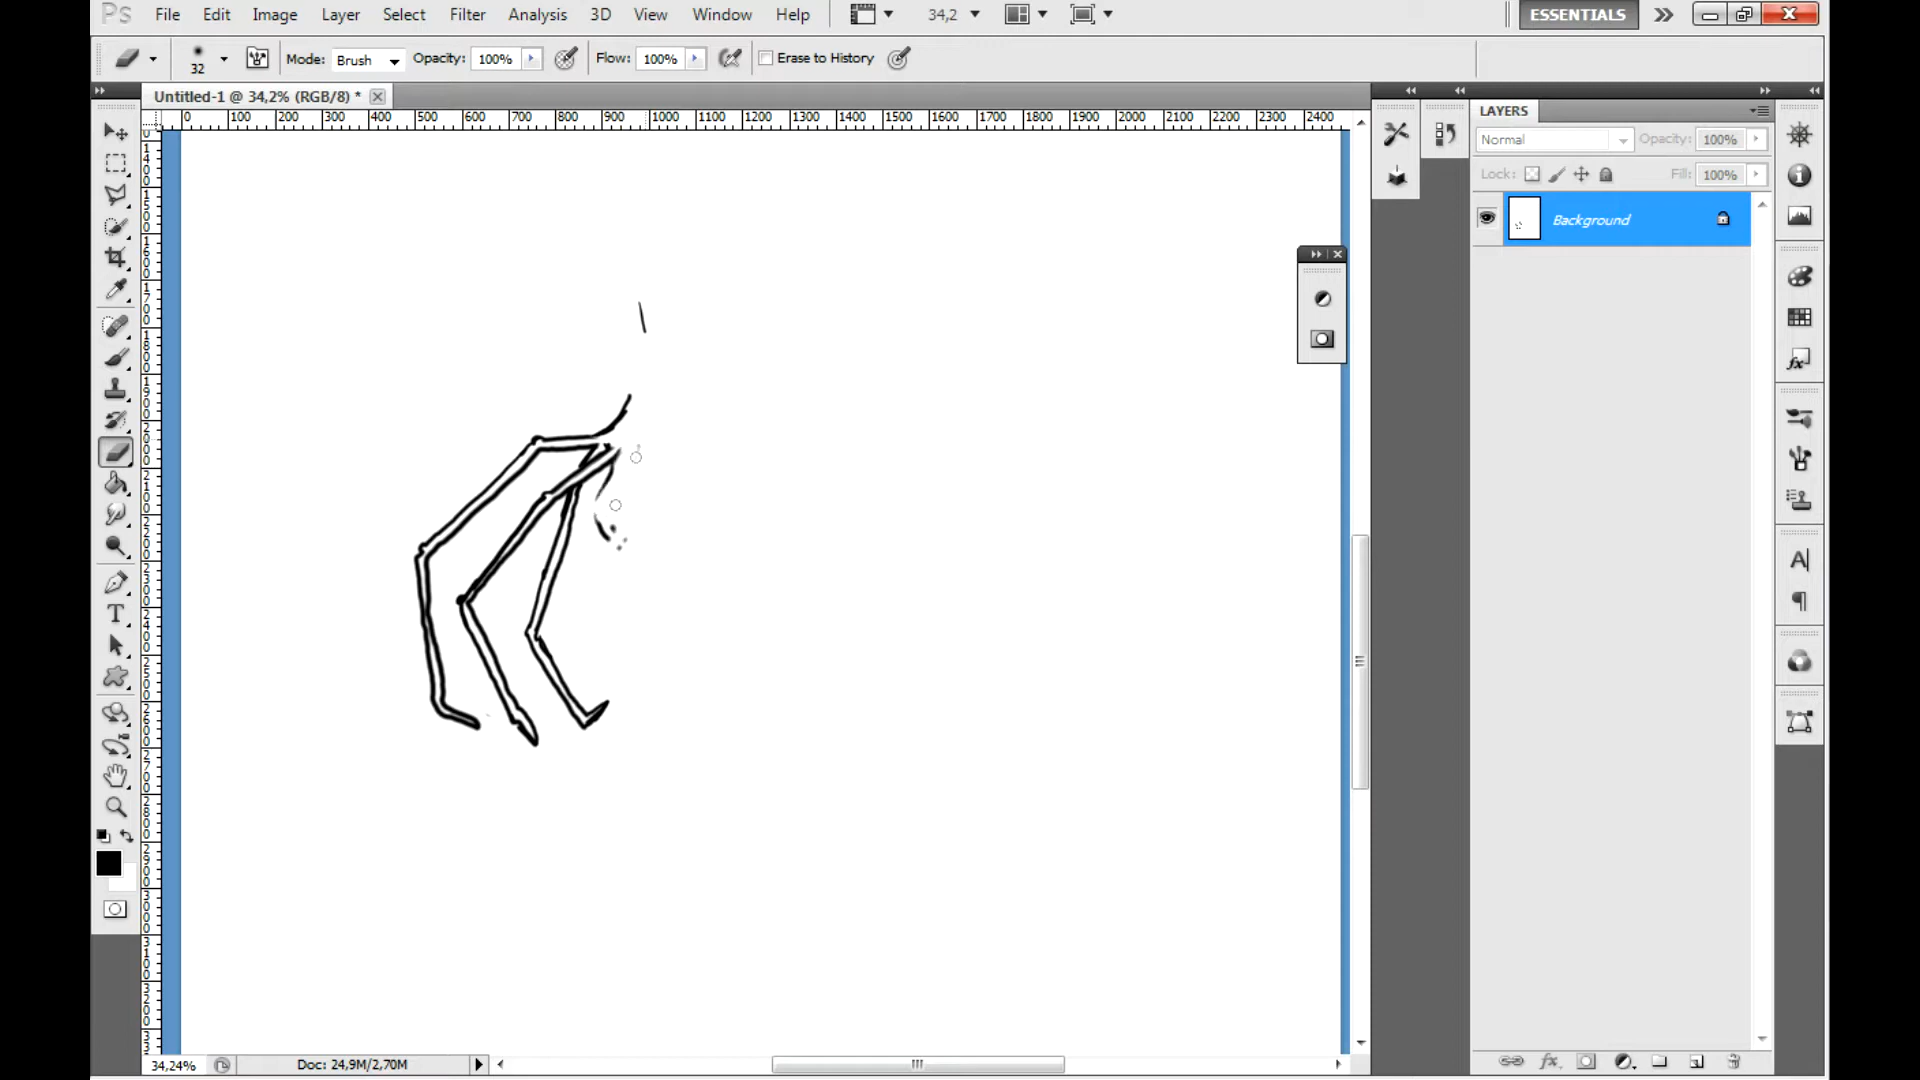 Ps File Edit Image Layer Select Filter Analysis 3D View Window Help 34,2 ESSENTIALS
32 Mode: Brush Opacity: 100% Flow: 100% Erase to History
Untitled-1 @ 34,2% (RGB/8) *
0 100 200 300 400 500 600 700 800 900 1000 1100 1200 1300 1400 1500 1600 1700 1800 1900 2000 2100 2200 2300 2400
LAYERS
Normal Opacity: 100%
Lock: Fill: 100%
Background
34,24% Doc: 24,9M/2,70M